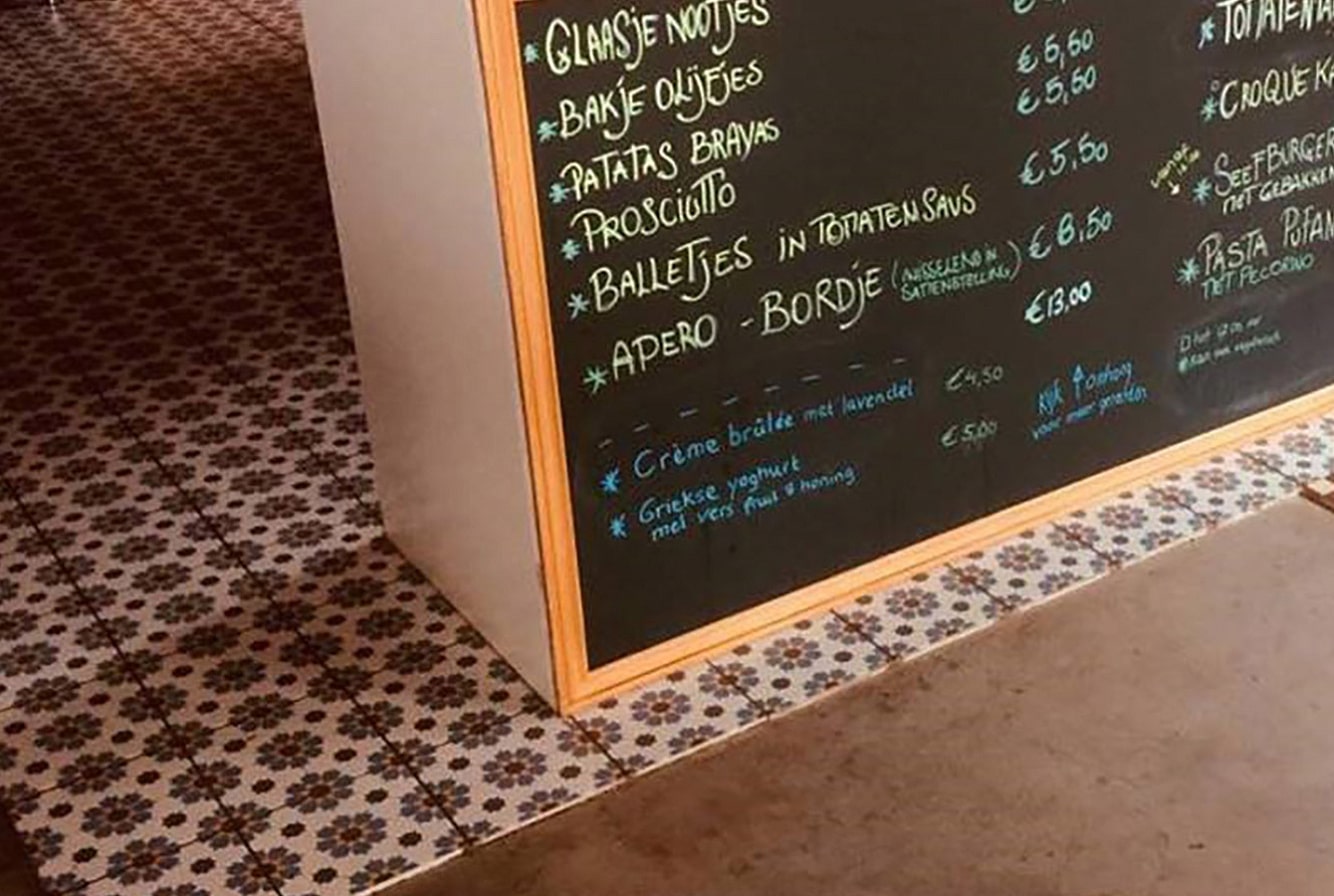 * GLAASJE NOOTJES
* BAKJE OLIJFJES €5,50
* PATATAS BRAVAS €5,50
* PROSCIUTTO €5,50
* BALLETJES IN TOMATENSAUS €8,50
* APERO - BORDJE (WISSELEND IN
SAMENSTELLING) €13,00
* Crème brûlée met lavendel €4,50
* Griekse yoghurt €5,00
met vers fruit & honing
Kijk ↑ omhoog
voor meer
vanaf
* CROQUE
* SEEFBURGER
MET GEBAKKEN
* PASTA
MET PECORINO